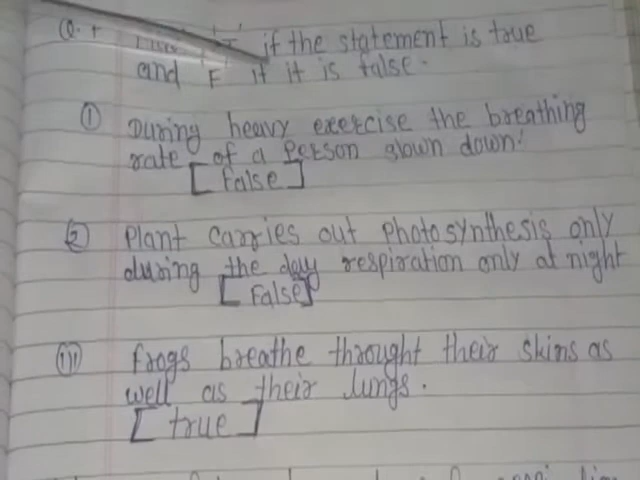 Q. + 'T' if the statement is true
and 'F' if it is false.
① During heavy exercise the breathing
rate of a Person slown down!
[ False ]
② Plant carries out Photosynthesis only
during the day respiration only at night
[ False ]
(iii) frogs breathe throught their skims as
well as their lungs.
[ true ]